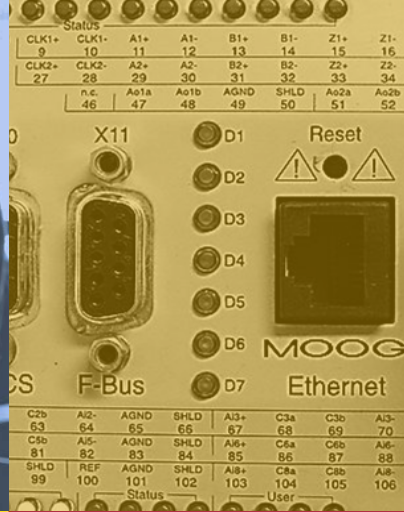 Status
CLK1+ CLK1- A1+ A1- B1+ B1- Z1+ Z1-
9 10 11 12 13 14 15 16
CLK2+ CLK2- A2+ A2- B2+ B2- Z2+ Z2-
27 28 29 30 31 32 33 34
n.c. Ao1a Ao1b AGND SHLD Ao2a Ao2b
46 47 48 49 50 51 52
X11 D1 Reset
D2
D3
D4
D5
D6 MOOG
CS F-Bus D7 Ethernet
C2b Ai2- AGND SHLD Ai3+ C3a C3b Ai3-
63 64 65 66 67 68 69 70
C5b Ai5- AGND SHLD Ai6+ C6a C6b Ai6-
81 82 83 84 85 86 87 88
SHLD REF AGND SHLD Ai8+ C8a C8b Ai8-
99 100 101 102 103 104 105 106
Status User